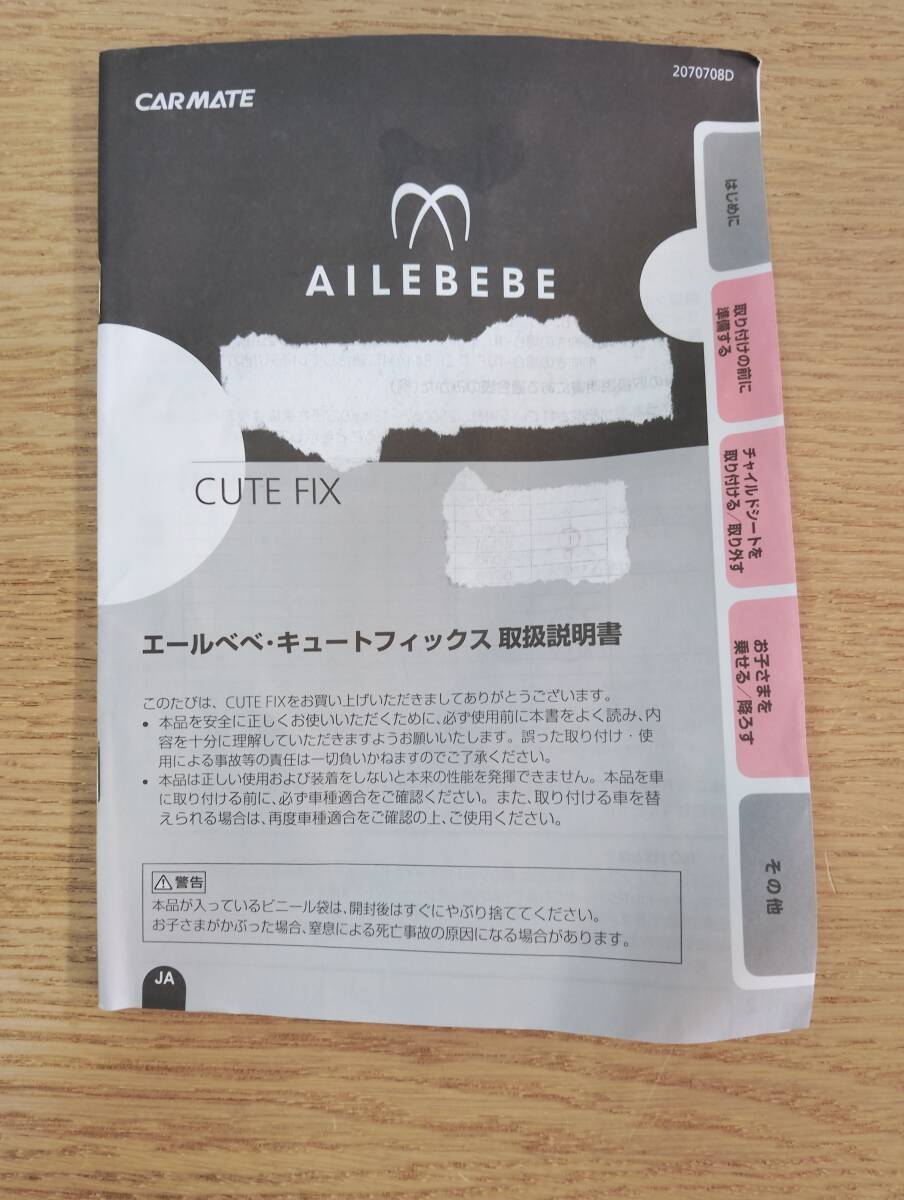 CARMATE
2070708D
AILEBEBE
CUTE FIX
エールベベ・キュートフィックス 取扱説明書
このたびは、CUTE FIXをお買い上げいただきましてありがとうございます。
• 本品を安全に正しくお使いいただくために、必ず使用前に本書をよく読み、内
容を十分に理解していただきますようお願いいたします。誤った取り付け・使
用による事故等の責任は一切負いかねますのでご了承ください。
• 本品は正しい使用および装着をしないと本来の性能を発揮できません。本品を車
に取り付ける前に、必ず車種適合をご確認ください。また、取り付ける車を替
えられる場合は、再度車種適合をご確認の上、ご使用ください。
⚠警告
本品が入っているビニール袋は、開封後はすぐにやぶり捨ててください。
お子さまがかぶった場合、窒息による死亡事故の原因になる場合があります。
JA
はじめに
取り付けの前に
準備する
チャイルドシートを
取り付ける/取り外す
お子さまを
乗せる/降ろす
その他